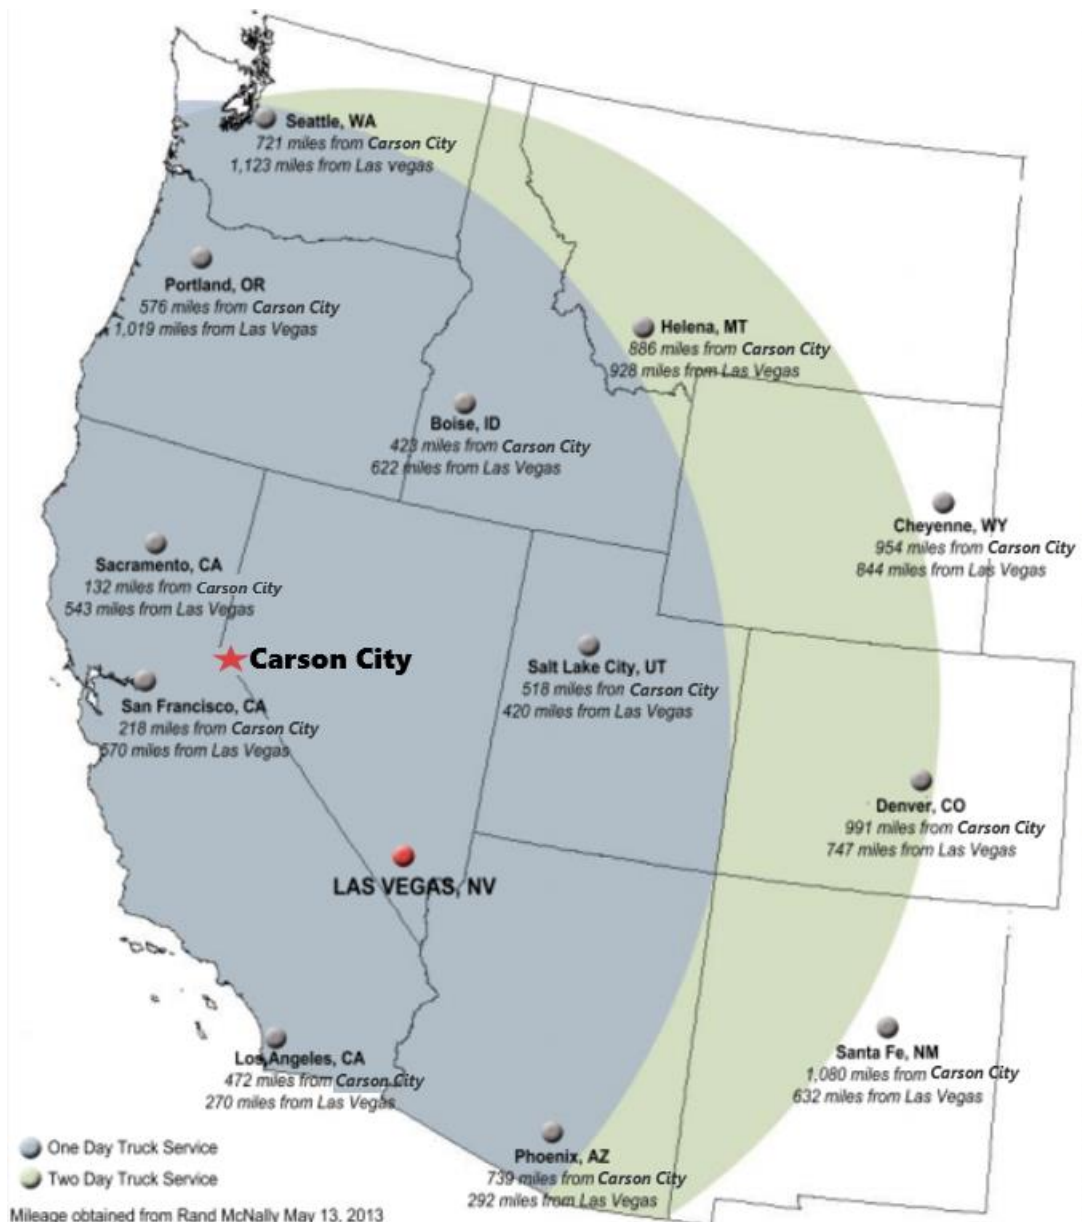 Seattle, WA
721 miles from Carson City
1,123 miles from Las vegas
Portland, OR
576 miles from Carson City
1,019 miles from Las Vegas
Helena, MT
886 miles from Carson City
928 miles from Las Vegas
Boise, ID
423 miles from Carson City
622 miles from Las Vegas
Cheyenne, WY
954 miles from Carson City
844 miles from Las Vegas
Sacramento, CA
132 miles from Carson City
543 miles from Las Vegas
Carson City
Salt Lake City, UT
518 miles from Carson City
420 miles from Las Vegas
San Francisco, CA
218 miles from Carson City
570 miles from Las Vegas
Denver, CO
991 miles from Carson City
747 miles from Las Vegas
LAS VEGAS, NV
Santa Fe, NM
1,080 miles from Carson City
632 miles from Las Vegas
Los Angeles, CA
472 miles from Carson City
270 miles from Las Vegas
Phoenix, AZ
739 miles from Carson City
292 miles from Las Vegas
One Day Truck Service
Two Day Truck Service
Mileage obtained from Rand McNally May 13, 2013